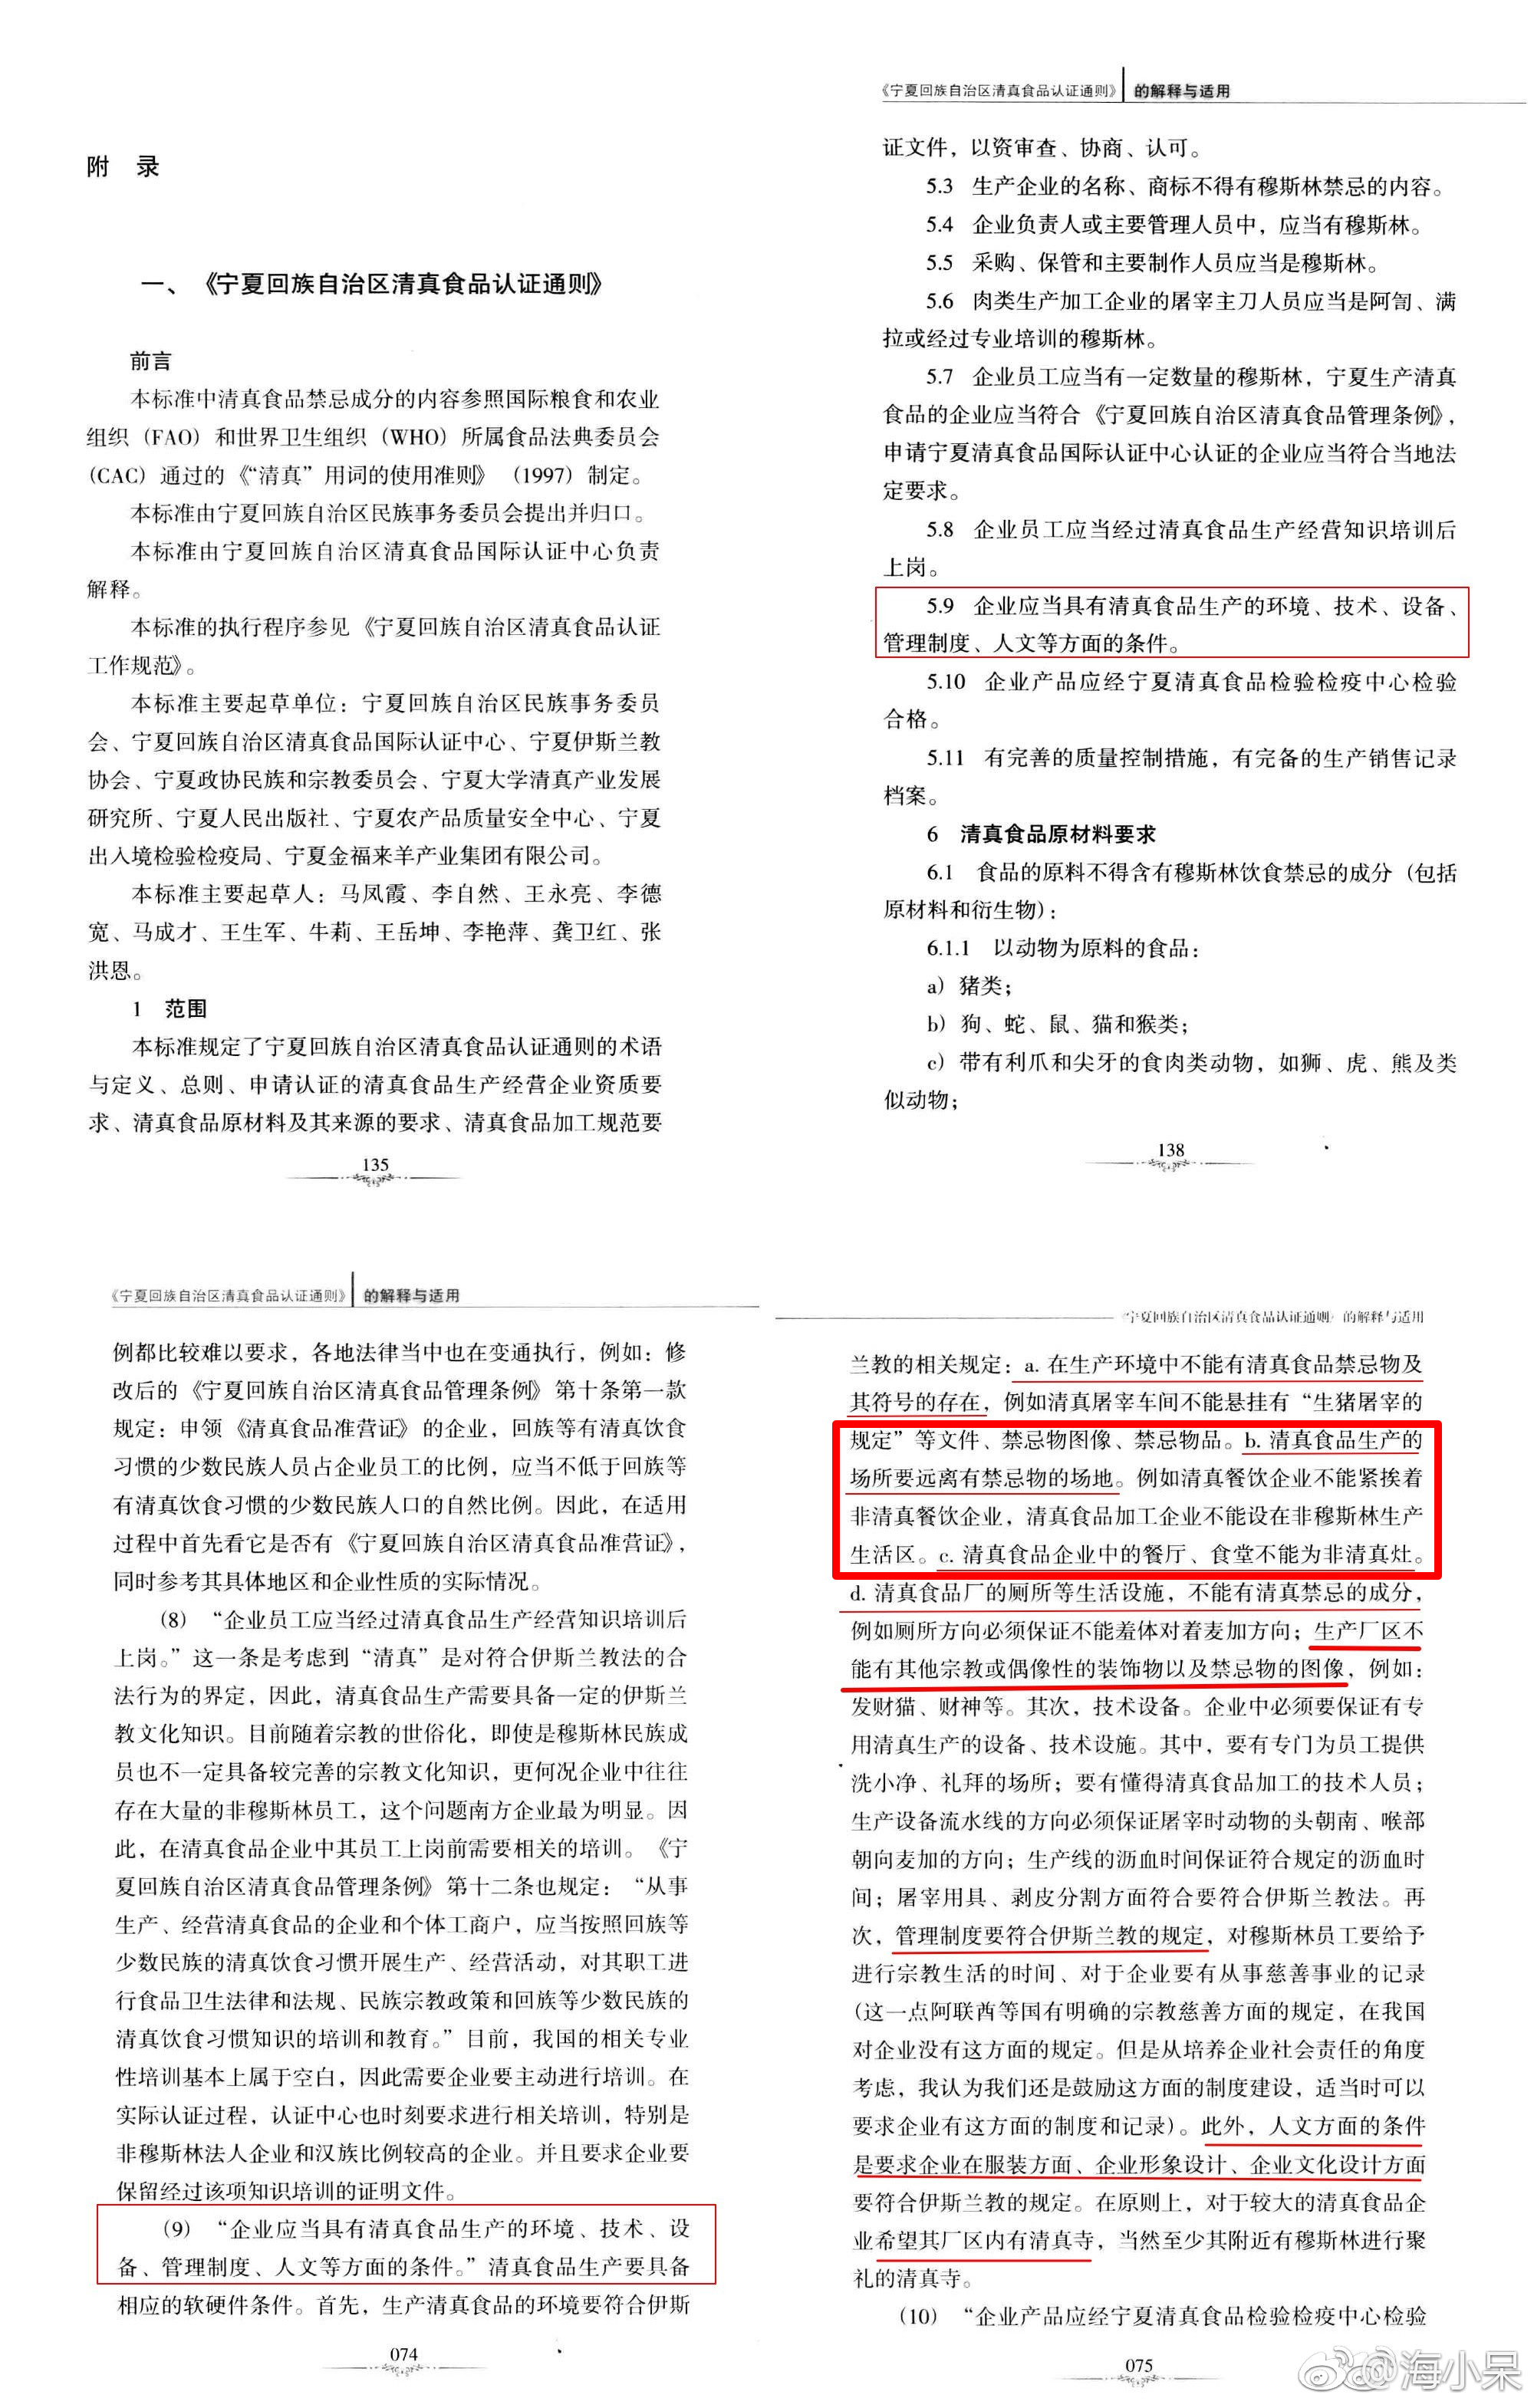 附 录
一、《宁夏回族自治区清真食品认证通则》
前言
本标准中清真食品禁忌成分的内容参照国际粮食和农业
组织（FAO）和世界卫生组织（WHO）所属食品法典委员会
（CAC）通过的《“清真”用词的使用准则》（1997）制定。
本标准由宁夏回族自治区民族事务委员会提出并归口。
本标准由宁夏回族自治区清真食品国际认证中心负责
解释。
本标准的执行程序参见《宁夏回族自治区清真食品认证
工作规范》。
本标准主要起草单位：宁夏回族自治区民族事务委员
会、宁夏回族自治区清真食品国际认证中心、宁夏伊斯兰教
协会、宁夏政协民族和宗教委员会、宁夏大学清真产业发展
研究所、宁夏人民出版社、宁夏农产品质量安全中心、宁夏
出入境检验检疫局、宁夏金福来羊产业集团有限公司。
本标准主要起草人：马凤霞、李自然、王永亮、李德
宽、马成才、王生军、牛莉、王岳坤、李艳萍、龚卫红、张
洪恩。
1 范围
本标准规定了宁夏回族自治区清真食品认证通则的术语
与定义、总则、申请认证的清真食品生产经营企业资质要
求、清真食品原材料及其来源的要求、清真食品加工规范要
135
《宁夏回族自治区清真食品认证通则》 的解释与适用
证文件，以资审查、协商、认可。
5.3 生产企业的名称、商标不得有穆斯林禁忌的内容。
5.4 企业负责人或主要管理人员中，应当有穆斯林。
5.5 采购、保管和主要制作人员应当是穆斯林。
5.6 肉类生产加工企业的屠宰主刀人员应当是阿訇、满
拉或经过专业培训的穆斯林。
5.7 企业员工应当有一定数量的穆斯林，宁夏生产清真
食品的企业应当符合《宁夏回族自治区清真食品管理条例》，
申请宁夏清真食品国际认证中心认证的企业应当符合当地法
定要求。
5.8 企业员工应当经过清真食品生产经营知识培训后
上岗。
5.9 企业应当具有清真食品生产的环境、技术、设备、
管理制度、人文等方面的条件。
5.10 企业产品应经宁夏清真食品检验检疫中心检验
合格。
5.11 有完善的质量控制措施，有完备的生产销售记录
档案。
6 清真食品原材料要求
6.1 食品的原料不得含有穆斯林饮食禁忌的成分（包括
原材料和衍生物）：
6.1.1 以动物为原料的食品：
a）猪类；
b）狗、蛇、鼠、猫和猴类；
c）带有利爪和尖牙的食肉类动物，如狮、虎、熊及类
似动物；
138
《宁夏回族自治区清真食品认证通则》 的解释与适用
例都比较难以要求，各地法律当中也在变通执行，例如：修
改后的《宁夏回族自治区清真食品管理条例》第十条第一款
规定：申领《清真食品准营证》的企业，回族等有清真饮食
习惯的少数民族人员占企业员工的比例，应当不低于回族等
有清真饮食习惯的少数民族人口的自然比例。因此，在适用
过程中首先看它是否有《宁夏回族自治区清真食品准营证》，
同时参考其具体地区和企业性质的实际情况。
（8）“企业员工应当经过清真食品生产经营知识培训后
上岗。”这一条是考虑到“清真”是对符合伊斯兰教法的合
法行为的界定，因此，清真食品生产需要具备一定的伊斯兰
教文化知识。目前随着宗教的世俗化，即使是穆斯林民族成
员也不一定具备较完善的宗教文化知识，更何况企业中往往
存在大量的非穆斯林员工，这个问题南方企业最为明显。因
此，在清真食品企业中其员工上岗前需要相关的培训。《宁
夏回族自治区清真食品管理条例》第十二条也规定：“从事
生产、经营清真食品的企业和个体工商户，应当按照回族等
少数民族的清真饮食习惯开展生产、经营活动，对其职工进
行食品卫生法律和法规、民族宗教政策和回族等少数民族的
清真饮食习惯知识的培训和教育。”目前，我国的相关专业
性培训基本上属于空白，因此需要企业要主动进行培训。在
实际认证过程，认证中心也时刻要求进行相关培训，特别是
非穆斯林法人企业和汉族比例较高的企业。并且要求企业要
保留经过该项知识培训的证明文件。
（9）“企业应当具有清真食品生产的环境、技术、设
备、管理制度、人文等方面的条件。”清真食品生产要具备
相应的软硬件条件。首先，生产清真食品的环境要符合伊斯
074
《宁夏回族自治区清真食品认证通则》的解释与适用
兰教的相关规定：a. 在生产环境中不能有清真食品禁忌物及
其符号的存在，例如清真屠宰车间不能悬挂有“生猪屠宰的
规定”等文件、禁忌物图像、禁忌物品。b. 清真食品生产的
场所要远离有禁忌物的场地。例如清真餐饮企业不能紧挨着
非清真餐饮企业，清真食品加工企业不能设在非穆斯林生产
生活区。c. 清真食品企业中的餐厅、食堂不能为非清真灶。
d. 清真食品厂的厕所等生活设施，不能有清真禁忌的成分，
例如厕所方向必须保证不能羞体对着麦加方向；生产厂区不
能有其他宗教或偶像性的装饰物以及禁忌物的图像，例如：
发财猫、财神等。其次，技术设备。企业中必须要保证有专
用清真生产的设备、技术设施。其中，要有专门为员工提供
洗小净、礼拜的场所；要有懂得清真食品加工的技术人员；
生产设备流水线的方向必须保证屠宰时动物的头朝南、喉部
朝向麦加的方向；生产线的沥血时间保证符合规定的沥血时
间；屠宰用具、剥皮分割方面符合要符合伊斯兰教法。再
次，管理制度要符合伊斯兰教的规定，对穆斯林员工要给予
进行宗教生活的时间、对于企业要有从事慈善事业的记录
（这一点阿联酋等国有明确的宗教慈善方面的规定，在我国
对企业没有这方面的规定。但是从培养企业社会责任的角度
考虑，我认为我们还是鼓励这方面的制度建设，适当时可以
要求企业有这方面的制度和记录）。此外，人文方面的条件
是要求企业在服装方面、企业形象设计、企业文化设计方面
要符合伊斯兰教的规定。在原则上，对于较大的清真食品企
业希望其厂区内有清真寺，当然至少其附近有穆斯林进行聚
礼的清真寺。
（10）“企业产品应经宁夏清真食品检验检疫中心检验
075
@海小呆